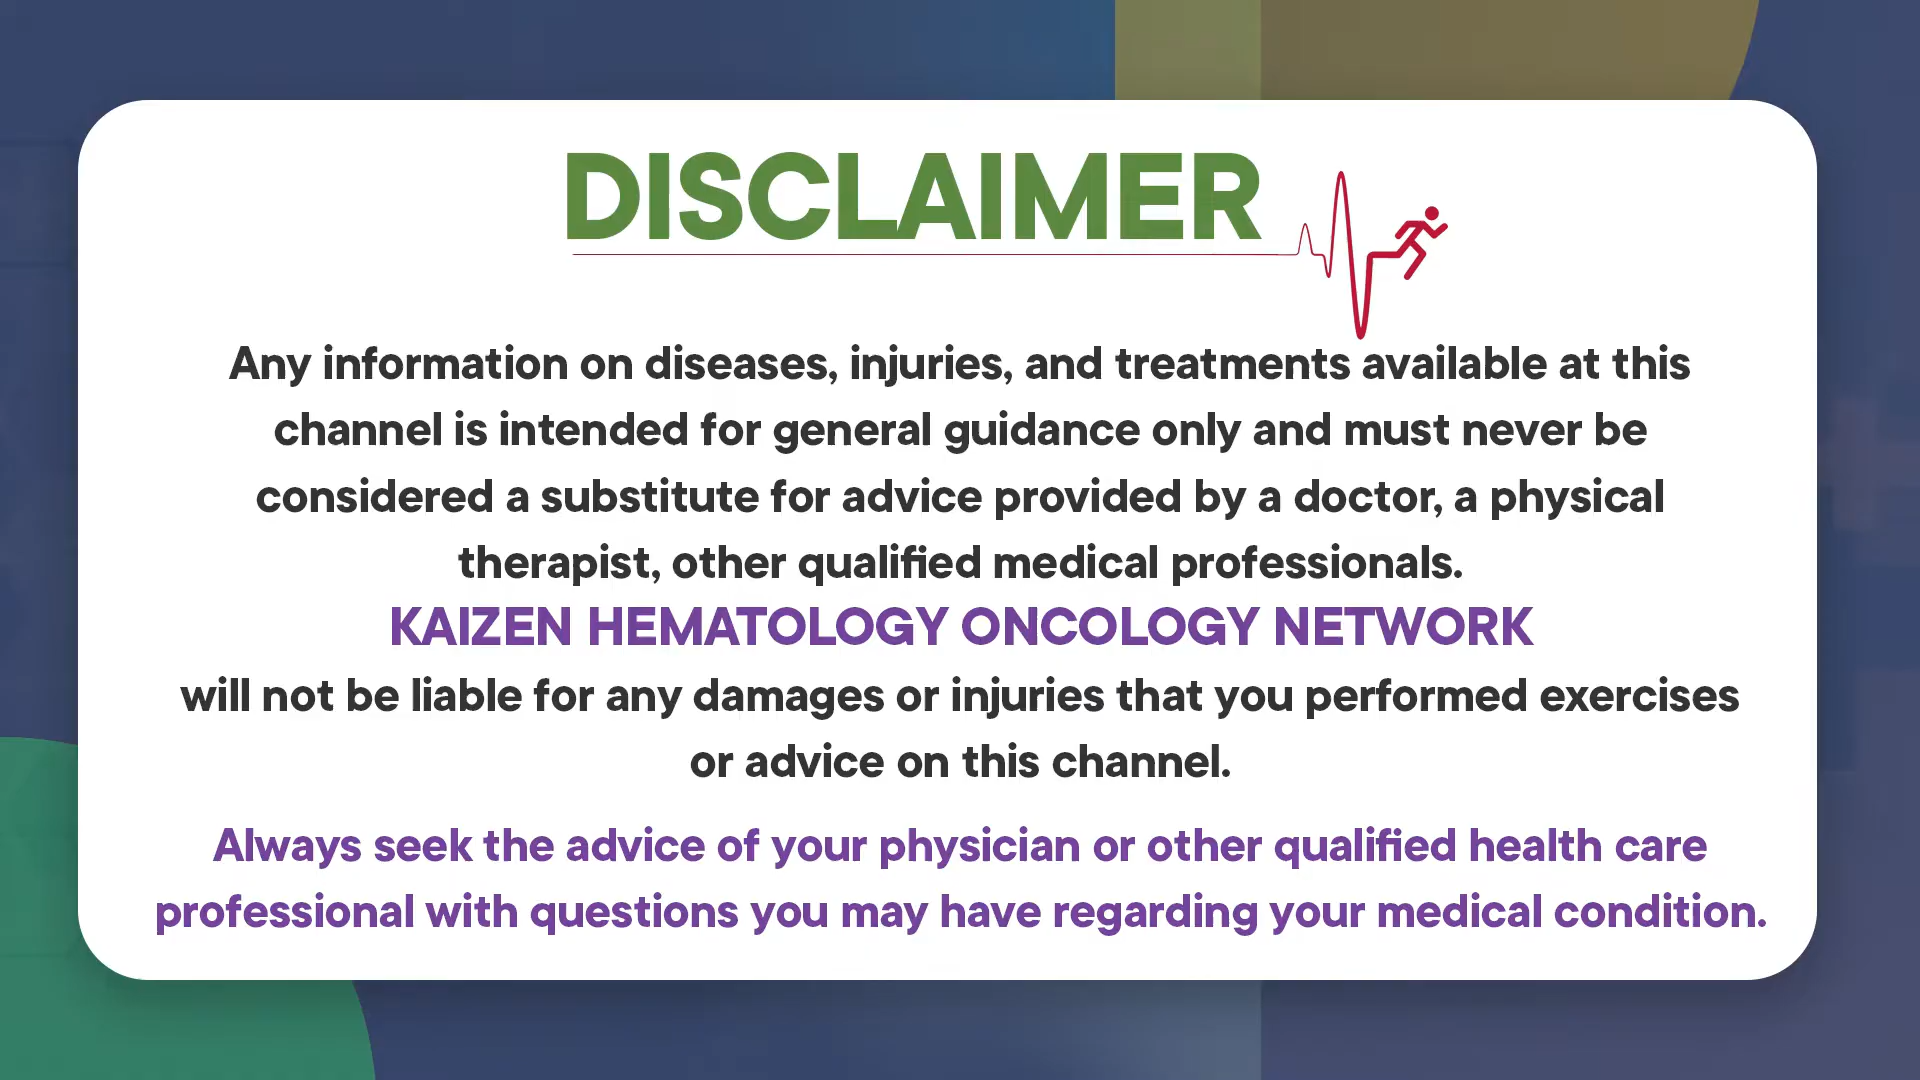 DISCLAIMER
Any information on diseases, injuries, and treatments available at this
channel is intended for general guidance only and must never be
considered a substitute for advice provided by a doctor, a physical
therapist, other qualified medical professionals.
KAIZEN HEMATOLOGY ONCOLOGY NETWORK
will not be liable for any damages or injuries that you performed exercises
or advice on this channel.
Always seek the advice of your physician or other qualified health care
professional with questions you may have regarding your medical condition.